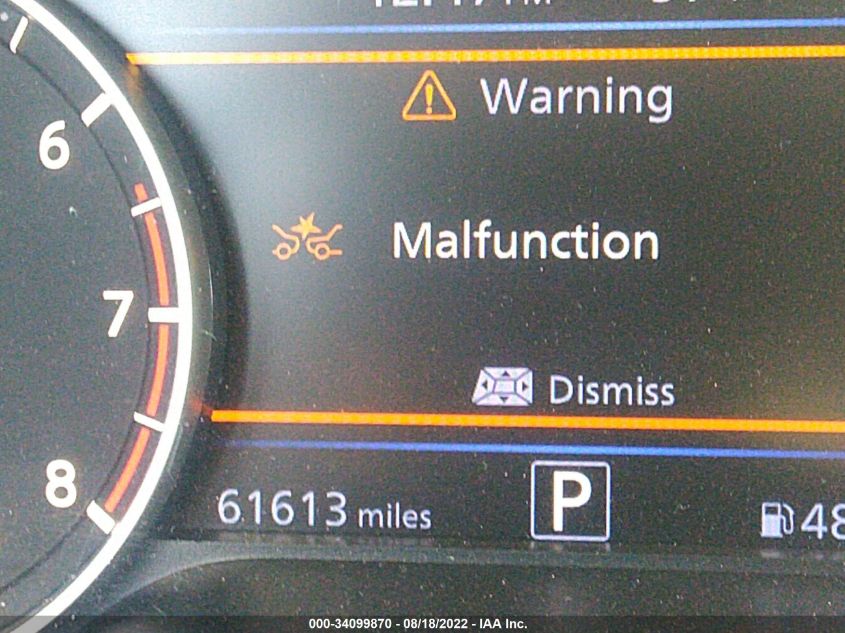 Warning
6
Malfunction
7
Dismiss
8
61613 miles
P
48
000-34099870 - 08/18/2022 - IAA Inc.